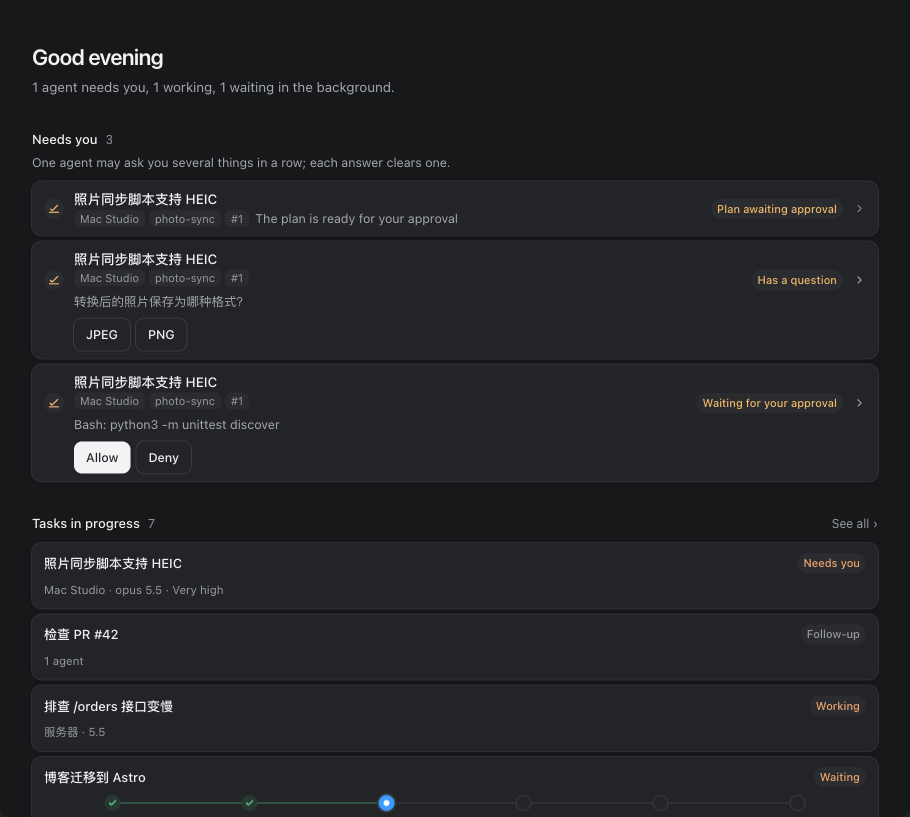 Good evening
1 agent needs you, 1 working, 1 waiting in the background.
Needs you 3
One agent may ask you several things in a row; each answer clears one.
照片同步脚本支持 HEIC
Mac Studio photo-sync #1 The plan is ready for your approval
Plan awaiting approval ›
照片同步脚本支持 HEIC
Mac Studio photo-sync #1
Has a question ›
转换后的照片保存为哪种格式?
JPEG PNG
照片同步脚本支持 HEIC
Mac Studio photo-sync #1
Waiting for your approval ›
Bash: python3 -m unittest discover
Allow Deny
Tasks in progress 7
See all ›
照片同步脚本支持 HEIC
Needs you
Mac Studio · opus 5.5 · Very high
检查 PR #42
Follow-up
1 agent
排查 /orders 接口变慢
Working
服务器 · 5.5
博客迁移到 Astro
Waiting